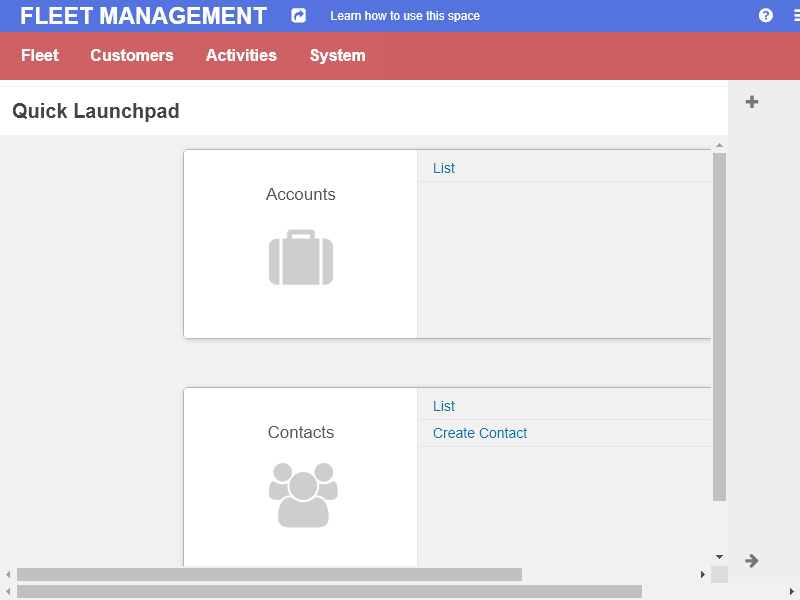 FLEET MANAGEMENT
Learn how to use this space
Fleet
Customers
Activities
System
Quick Launchpad
Accounts
List
Contacts
List
Create Contact